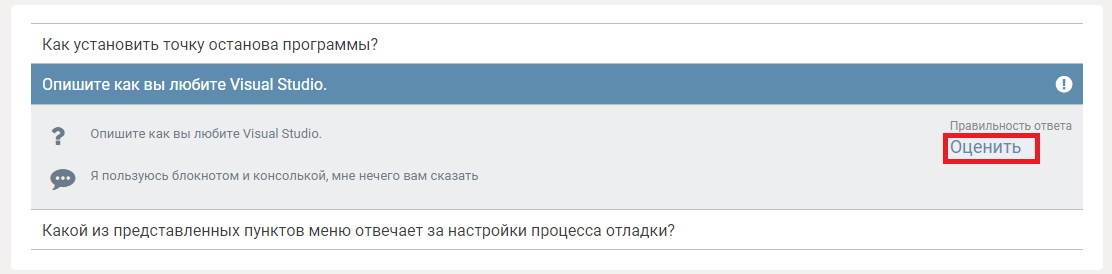 Как установить точку останова программы?
Опишите как вы любите Visual Studio.
Опишите как вы любите Visual Studio.
Правильность ответа
Оценить
Я пользуюсь блокнотом и консолькой, мне нечего вам сказать
Какой из представленных пунктов меню отвечает за настройки процесса отладки?